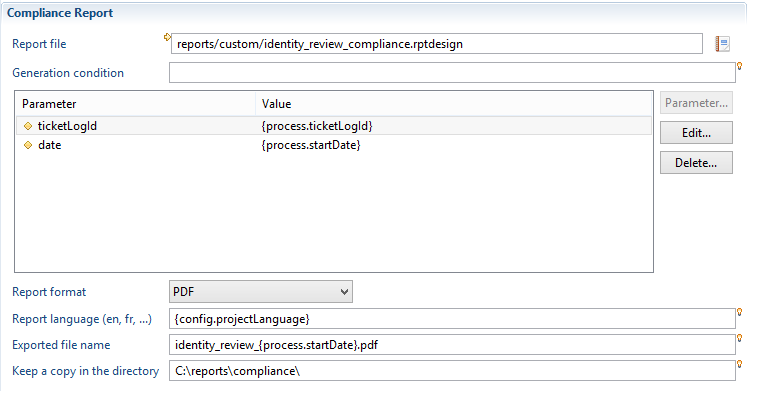 Compliance Report
Report file reports/custom/identity_review_compliance.rptdesign
Generation condition
Parameter Value Parameter...
ticketLogId {process.ticketLogId} Edit...
date {process.startDate} Delete...
Report format PDF
Report language (en, fr, ...) {config.projectLanguage}
Exported file name identity_review_{process.startDate}.pdf
Keep a copy in the directory C:\reports\compliance\